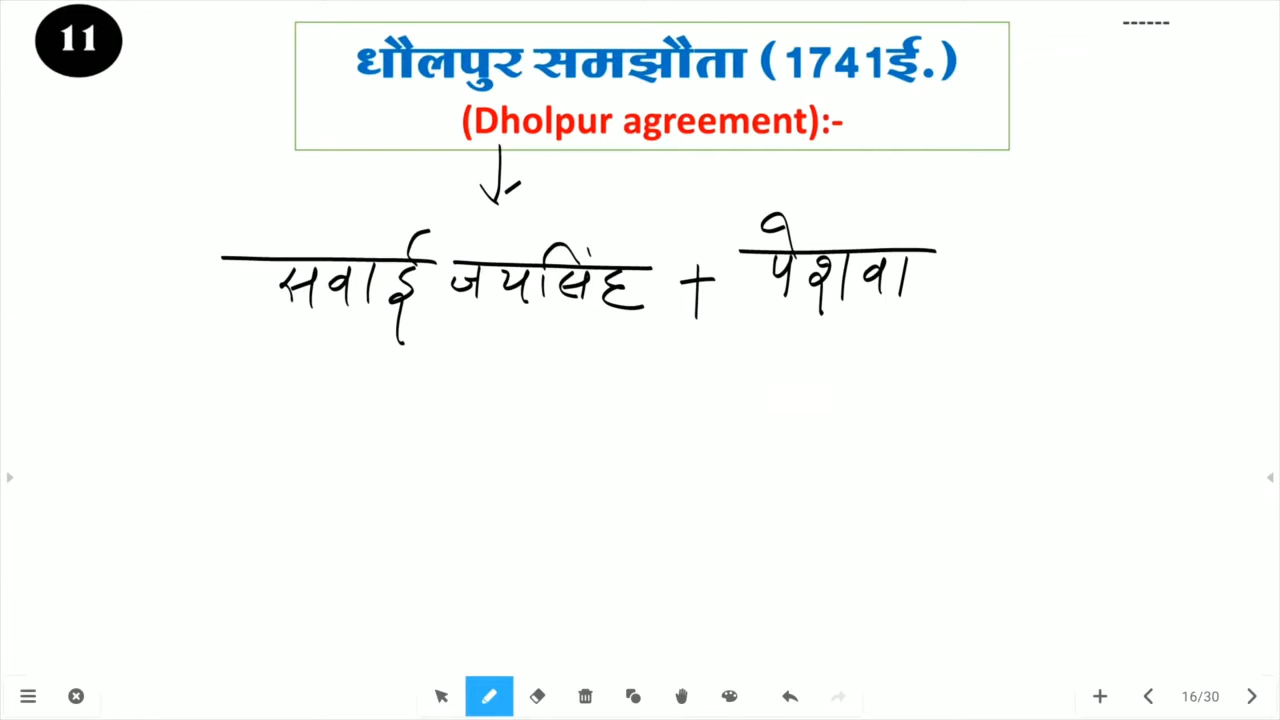 11
------
धौलपुर समझौता (1741ई.)
(Dholpur agreement):-
सवाई जयसिंह + पेशवा
16/30